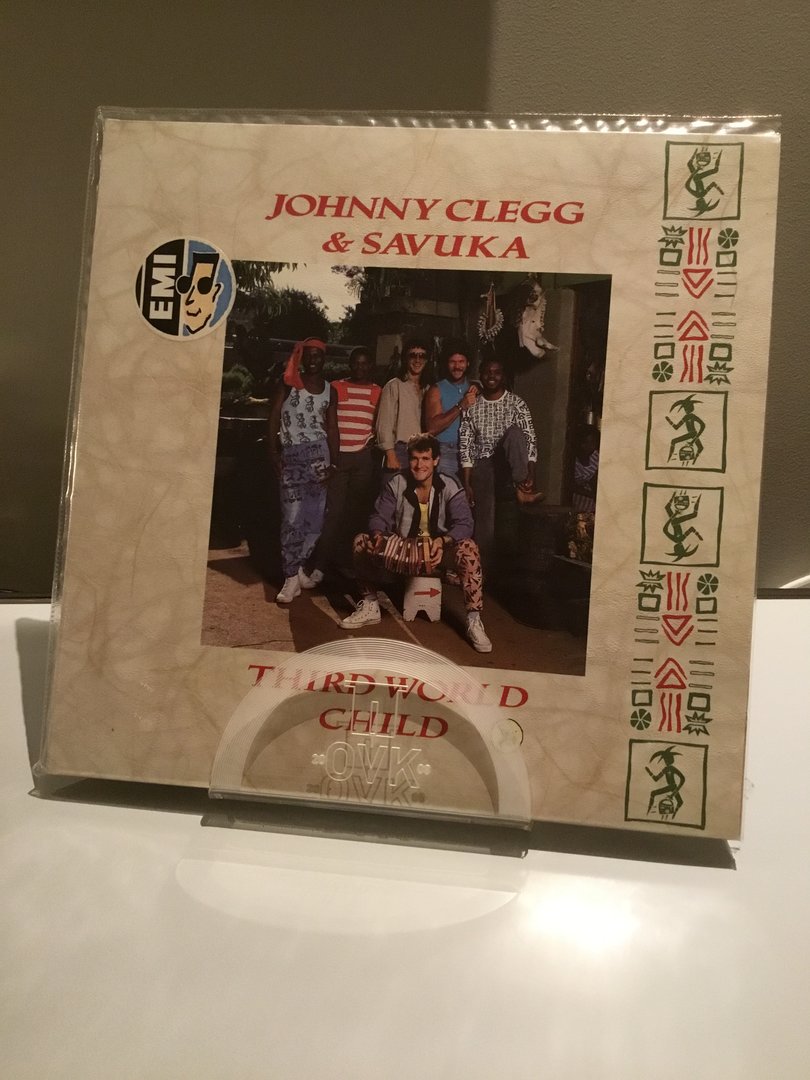 JOHNNY CLEGG
& SAVUKA
EMI
THIRD WORLD
CHILD
OVK